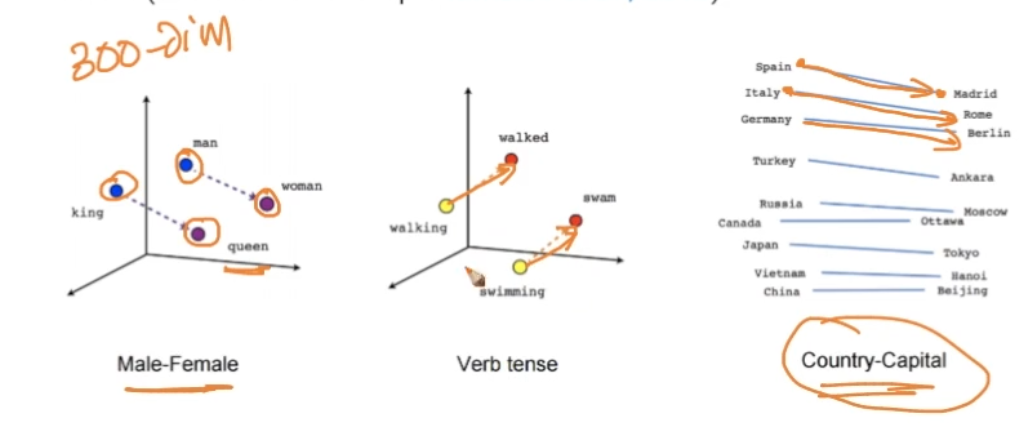 300-dim
man
woman
king
queen
Male-Female
walked
swam
walking
swimming
Verb tense
Spain
Madrid
Italy
Rome
Germany
Berlin
Turkey
Ankara
Russia
Moscow
Canada
Ottawa
Japan
Tokyo
Vietnam
Hanoi
China
Beijing
Country-Capital